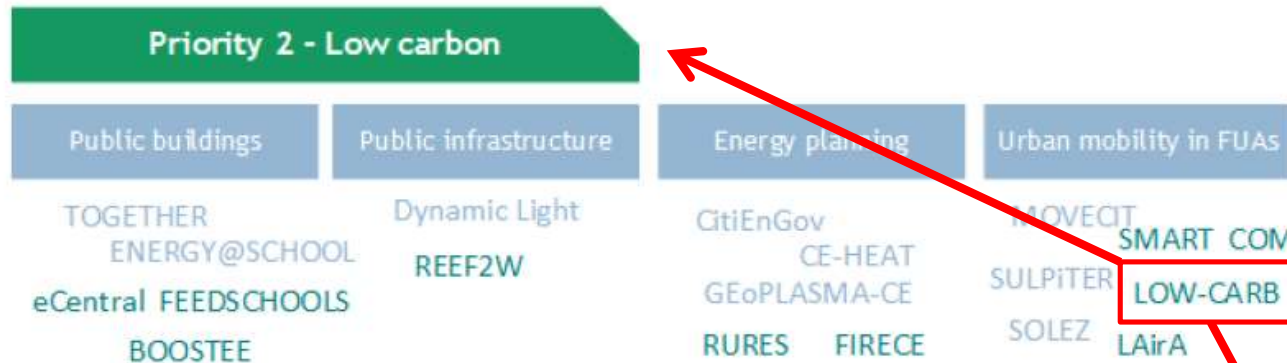 Priority 2 - Low carbon
Public buildings
Public infrastructure
Energy planning
Urban mobility in FUAs
TOGETHER
ENERGY@SCHOOL
eCentral FEEDSCHOOLS
BOOSTEE
Dynamic Light
REEF2W
CitiEnGov
CE-HEAT
GEoPLASMA-CE
RURES FIRECE
MOVECIT
SMART COM
SULPiTER
LOW-CARB
SOLEZ
LAirA